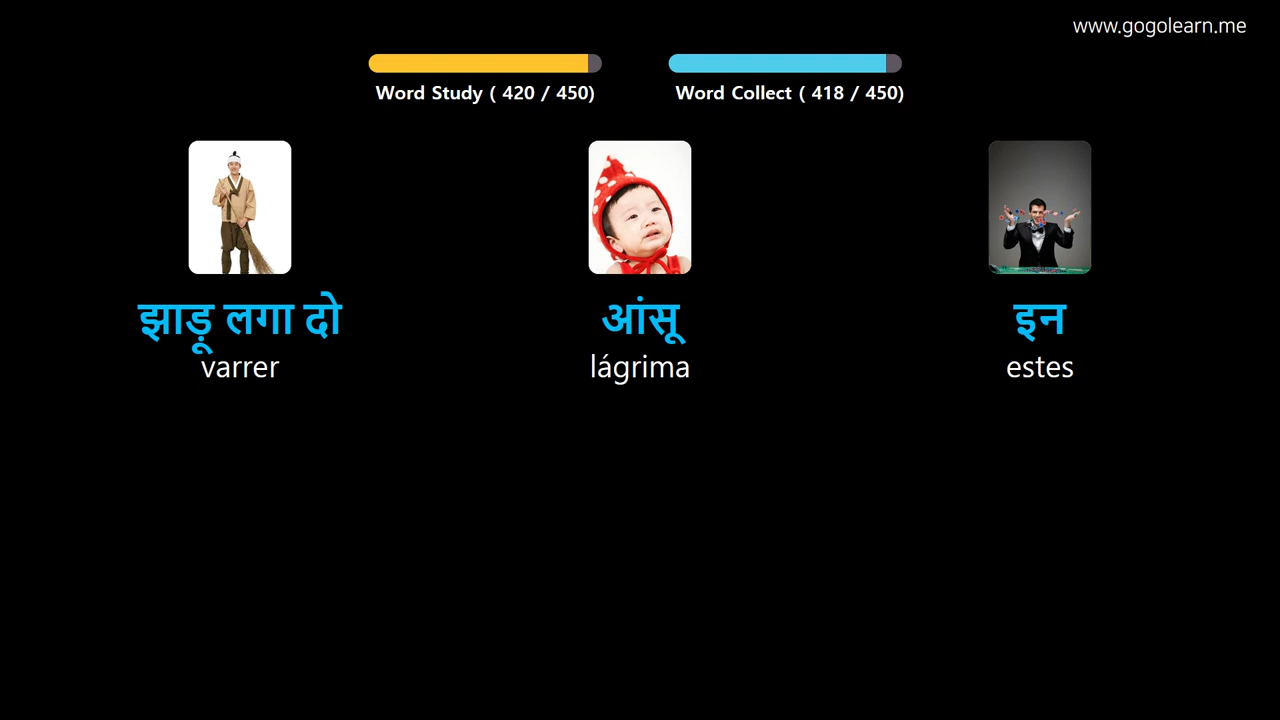 www.gogolearn.me
Word Study ( 420 / 450)
Word Collect ( 418 / 450)
झाड़ू लगा दो
varrer
आंसू
lágrima
इन
estes